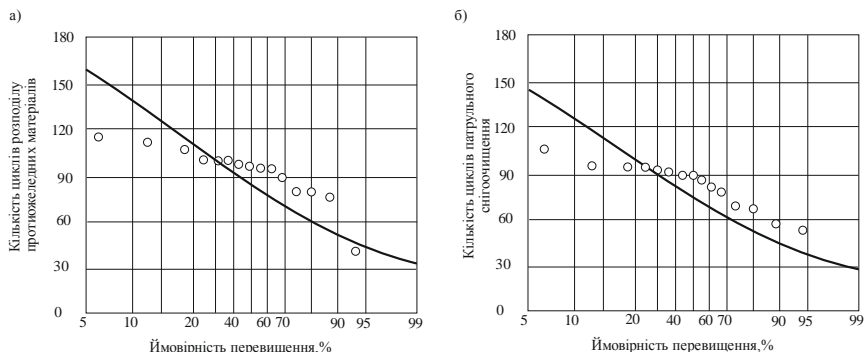 а)
Кількість циклів розподілу
протиожеледних матеріалів
180
150
120
90
60
30
0
5 10 20 40 60 70 90 95 99
Ймовірність перевищення,%
б)
Кількість циклів патрульного
снігоочищення
180
150
120
90
60
30
0
5 10 20 40 60 70 90 95 99
Ймовірність перевищення,%